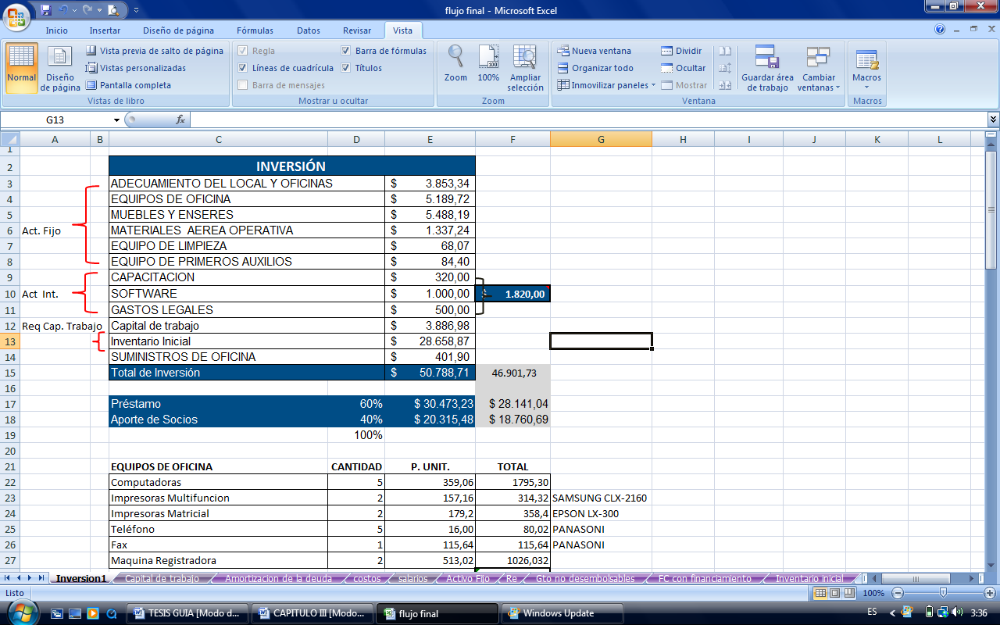 flujo final - Microsoft Excel
Inicio Insertar Diseño de página Fórmulas Datos Revisar Vista
Normal
Diseño de página
Vista previa de salto de página
Vistas personalizadas
Pantalla completa
Vistas de libro
Regla
Líneas de cuadrícula
Barra de mensajes
Barra de fórmulas
Títulos
Mostrar u ocultar
Zoom
100%
Ampliar selección
Zoom
Nueva ventana
Organizar todo
Inmovilizar paneles
Dividir
Ocultar
Mostrar
Guardar área de trabajo
Cambiar ventanas
Ventana
Macros
Macros
G13 fx
A B C D E F G H I J K L
1
2 INVERSIÓN
3 ADECUAMIENTO DEL LOCAL Y OFICINAS $ 3.853,34
4 EQUIPOS DE OFICINA $ 5.189,72
5 MUEBLES Y ENSERES $ 5.488,19
6 Act. Fijo MATERIALES AEREA OPERATIVA $ 1.337,24
7 EQUIPO DE LIMPIEZA $ 68,07
8 EQUIPO DE PRIMEROS AUXILIOS $ 84,40
9 CAPACITACION $ 320,00
10 Act Int. SOFTWARE $ 1.000,00 $ 1.820,00
11 GASTOS LEGALES $ 500,00
12 Req Cap. Trabajo Capital de trabajo $ 3.886,98
13 Inventario Inicial $ 28.658,87
14 SUMINISTROS DE OFICINA $ 401,90
15 Total de Inversión $ 50.788,71 46.901,73
16
17 Préstamo 60% $ 30.473,23 $ 28.141,04
18 Aporte de Socios 40% $ 20.315,48 $ 18.760,69
19 100%
20
21 EQUIPOS DE OFICINA CANTIDAD P. UNIT. TOTAL
22 Computadoras 5 359,06 1795,30
23 Impresoras Multifuncion 2 157,16 314,32 SAMSUNG CLX-2160
24 Impresoras Matricial 2 179,2 358,4 EPSON LX-300
25 Teléfono 5 16,00 80,02 PANASONI
26 Fax 1 115,64 115,64 PANASONI
27 Maquina Registradora 2 513,02 1026,032
Inversion1 Capital de trabajo Amortizacion de la deuda costos salarios Activo Fijo Re Gto no desembolsables FC con financiamiento Inventario inicial
Listo 100%
TESIS GUIA [Modo d... CAPITULO III [Modo... flujo final Windows Update ES 3:36